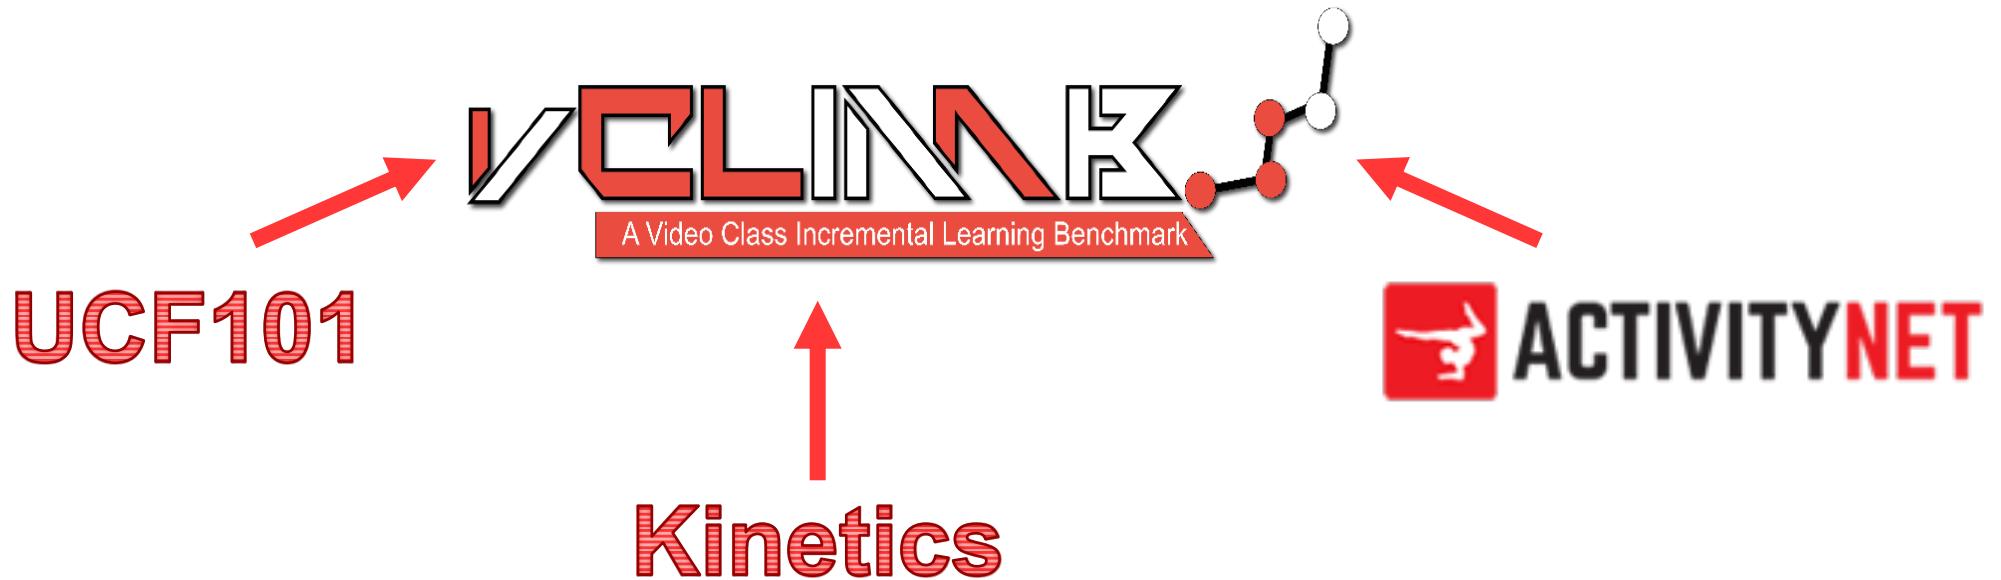 vCLIMB
A Video Class Incremental Learning Benchmark
UCF101
ACTIVITYNET
Kinetics